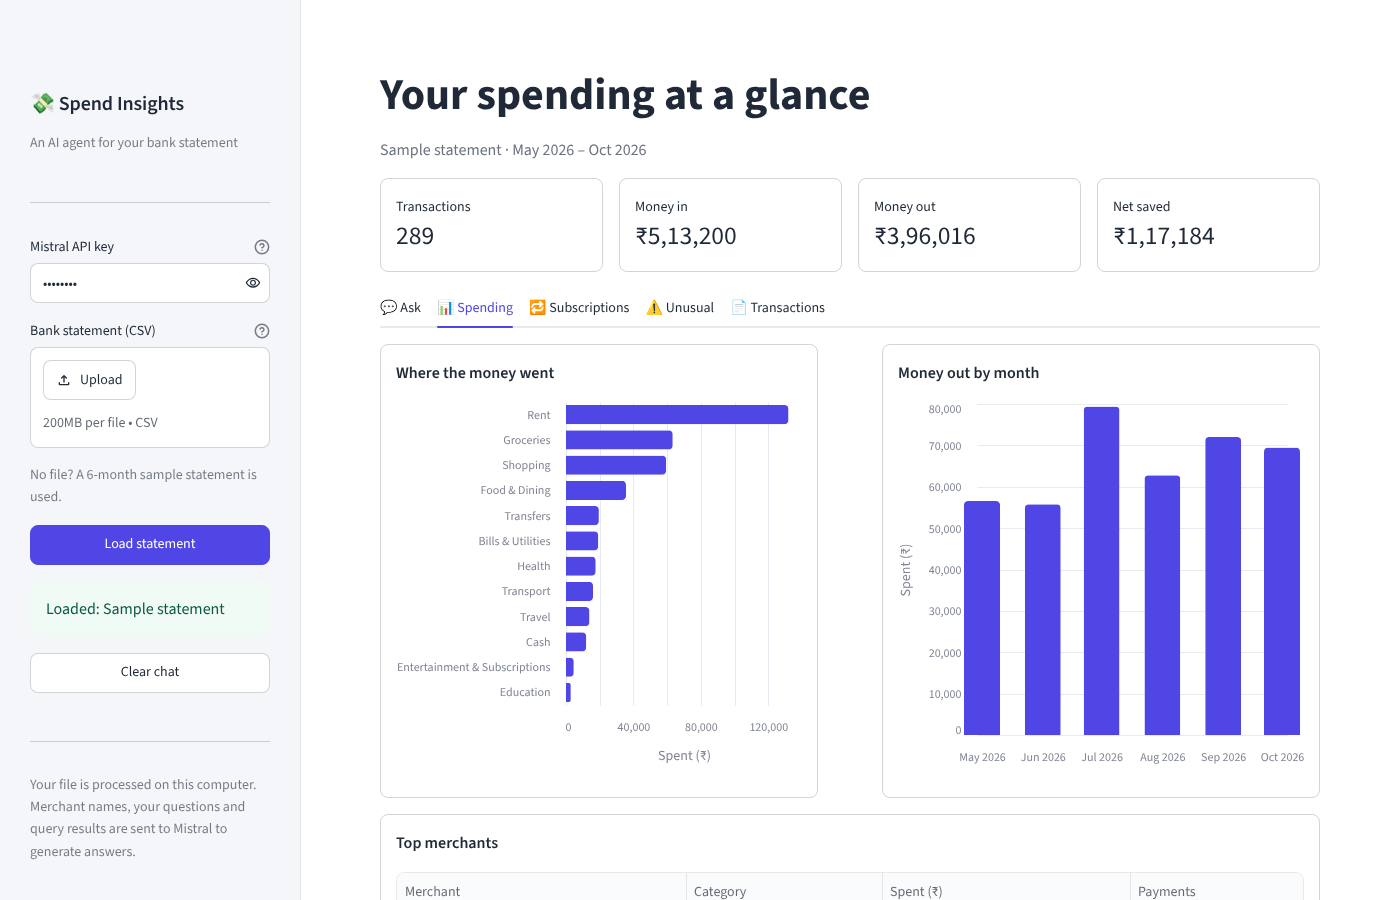 💸 Spend Insights
An AI agent for your bank statement
Mistral API key
••••••••
Bank statement (CSV)
Upload
200MB per file • CSV
No file? A 6-month sample statement is
used.
Load statement
Loaded: Sample statement
Clear chat
Your file is processed on this computer.
Merchant names, your questions and
query results are sent to Mistral to
generate answers.
Your spending at a glance
Sample statement · May 2026 – Oct 2026
Transactions
289
Money in
₹5,13,200
Money out
₹3,96,016
Net saved
₹1,17,184
💬 Ask 📊 Spending 🔁 Subscriptions ⚠️ Unusual 📄 Transactions
Where the money went
Rent
Groceries
Shopping
Food & Dining
Transfers
Bills & Utilities
Health
Transport
Travel
Cash
Entertainment & Subscriptions
Education
0 40,000 80,000 120,000
Spent (₹)
Money out by month
80,000
70,000
60,000
50,000
40,000
30,000
20,000
10,000
0
Spent (₹)
May 2026 Jun 2026 Jul 2026 Aug 2026 Sep 2026 Oct 2026
Top merchants
Merchant Category Spent (₹) Payments